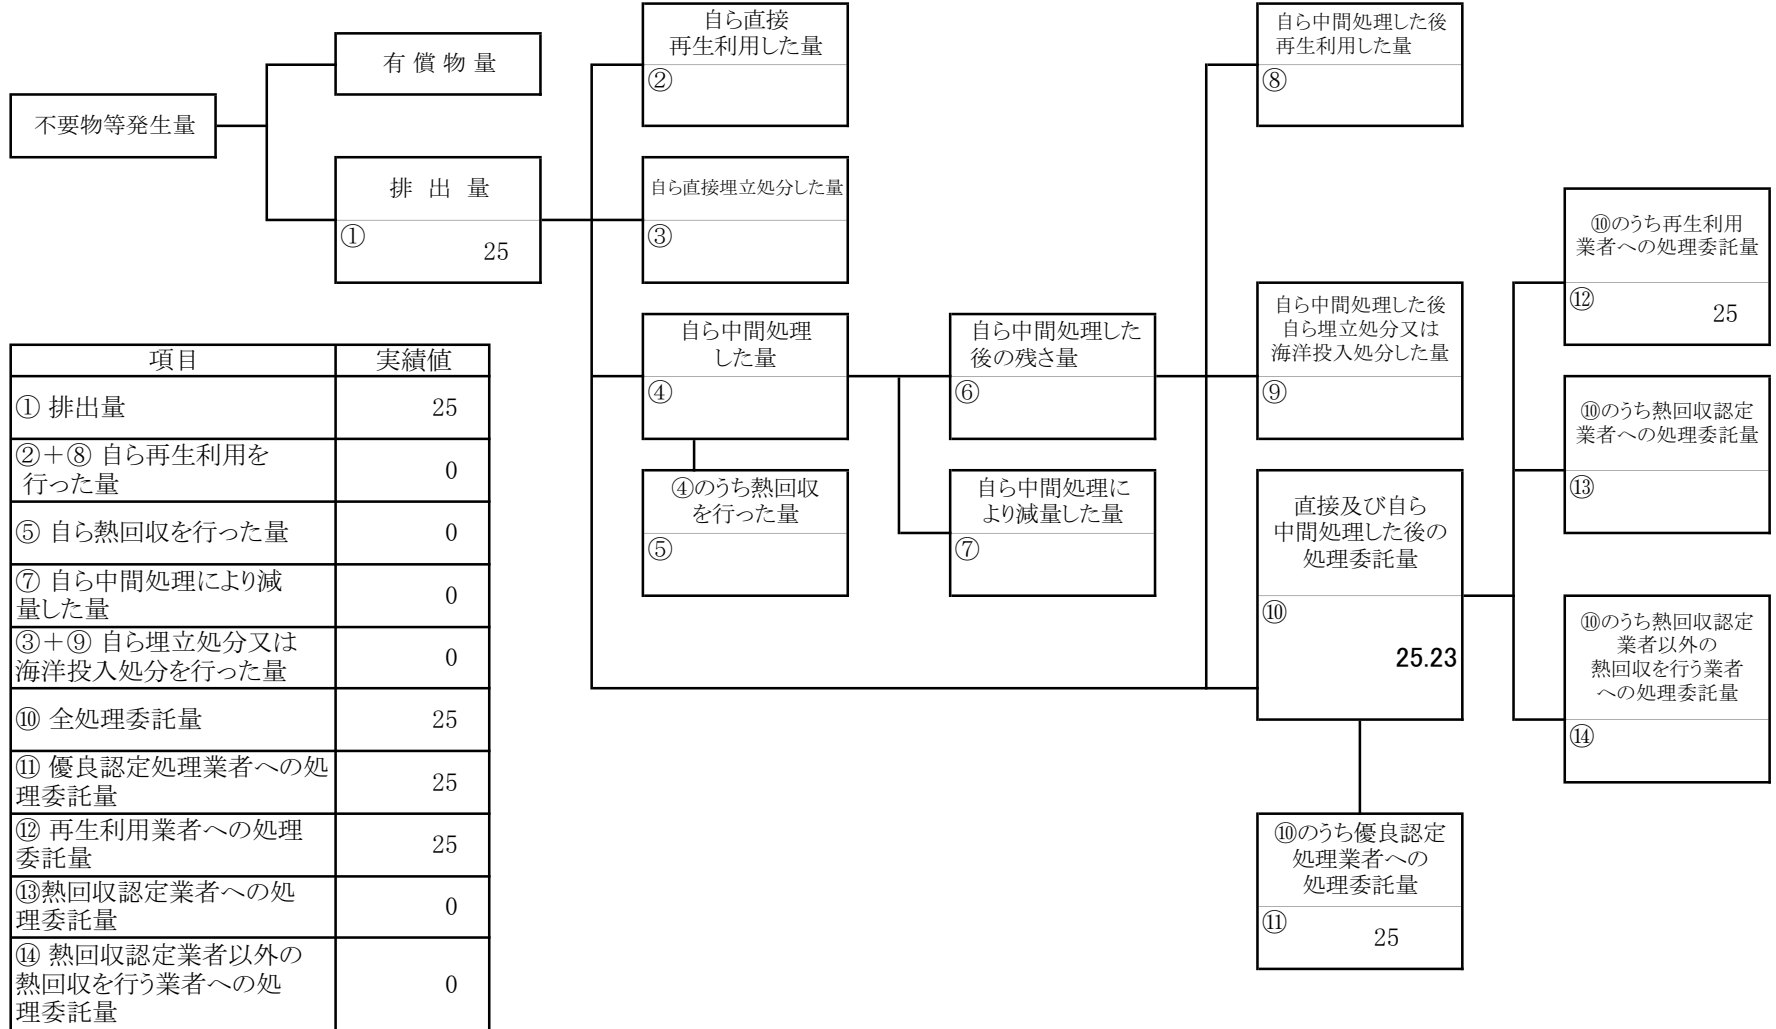 不要物等発生量
有償物量
排出量
①
25
自ら直接
再生利用した量
②
自ら直接埋立処分した量
③
自ら中間処理
した量
④
④のうち熱回収
を行った量
⑤
自ら中間処理した
後の残さ量
⑥
自ら中間処理に
より減量した量
⑦
自ら中間処理した後
再生利用した量
⑧
自ら中間処理した後
自ら埋立処分又は
海洋投入処分した量
⑨
直接及び自ら
中間処理した後の
処理委託量
⑩
25.23
⑩のうち優良認定
処理業者への
処理委託量
⑪
25
⑩のうち再生利用
業者への処理委託量
⑫
25
⑩のうち熱回収認定
業者への処理委託量
⑬
⑩のうち熱回収認定
業者以外の
熱回収を行う業者
への処理委託量
⑭
項目 実績値
① 排出量 25
②+⑧ 自ら再生利用を
行った量 0
⑤ 自ら熱回収を行った量 0
⑦ 自ら中間処理により減
量した量 0
③+⑨ 自ら埋立処分又は
海洋投入処分を行った量 0
⑩ 全処理委託量 25
⑪ 優良認定処理業者への処
理委託量 25
⑫ 再生利用業者への処理
委託量 25
⑬熱回収認定業者への処
理委託量 0
⑭ 熱回収認定業者以外の
熱回収を行う業者への処
理委託量 0